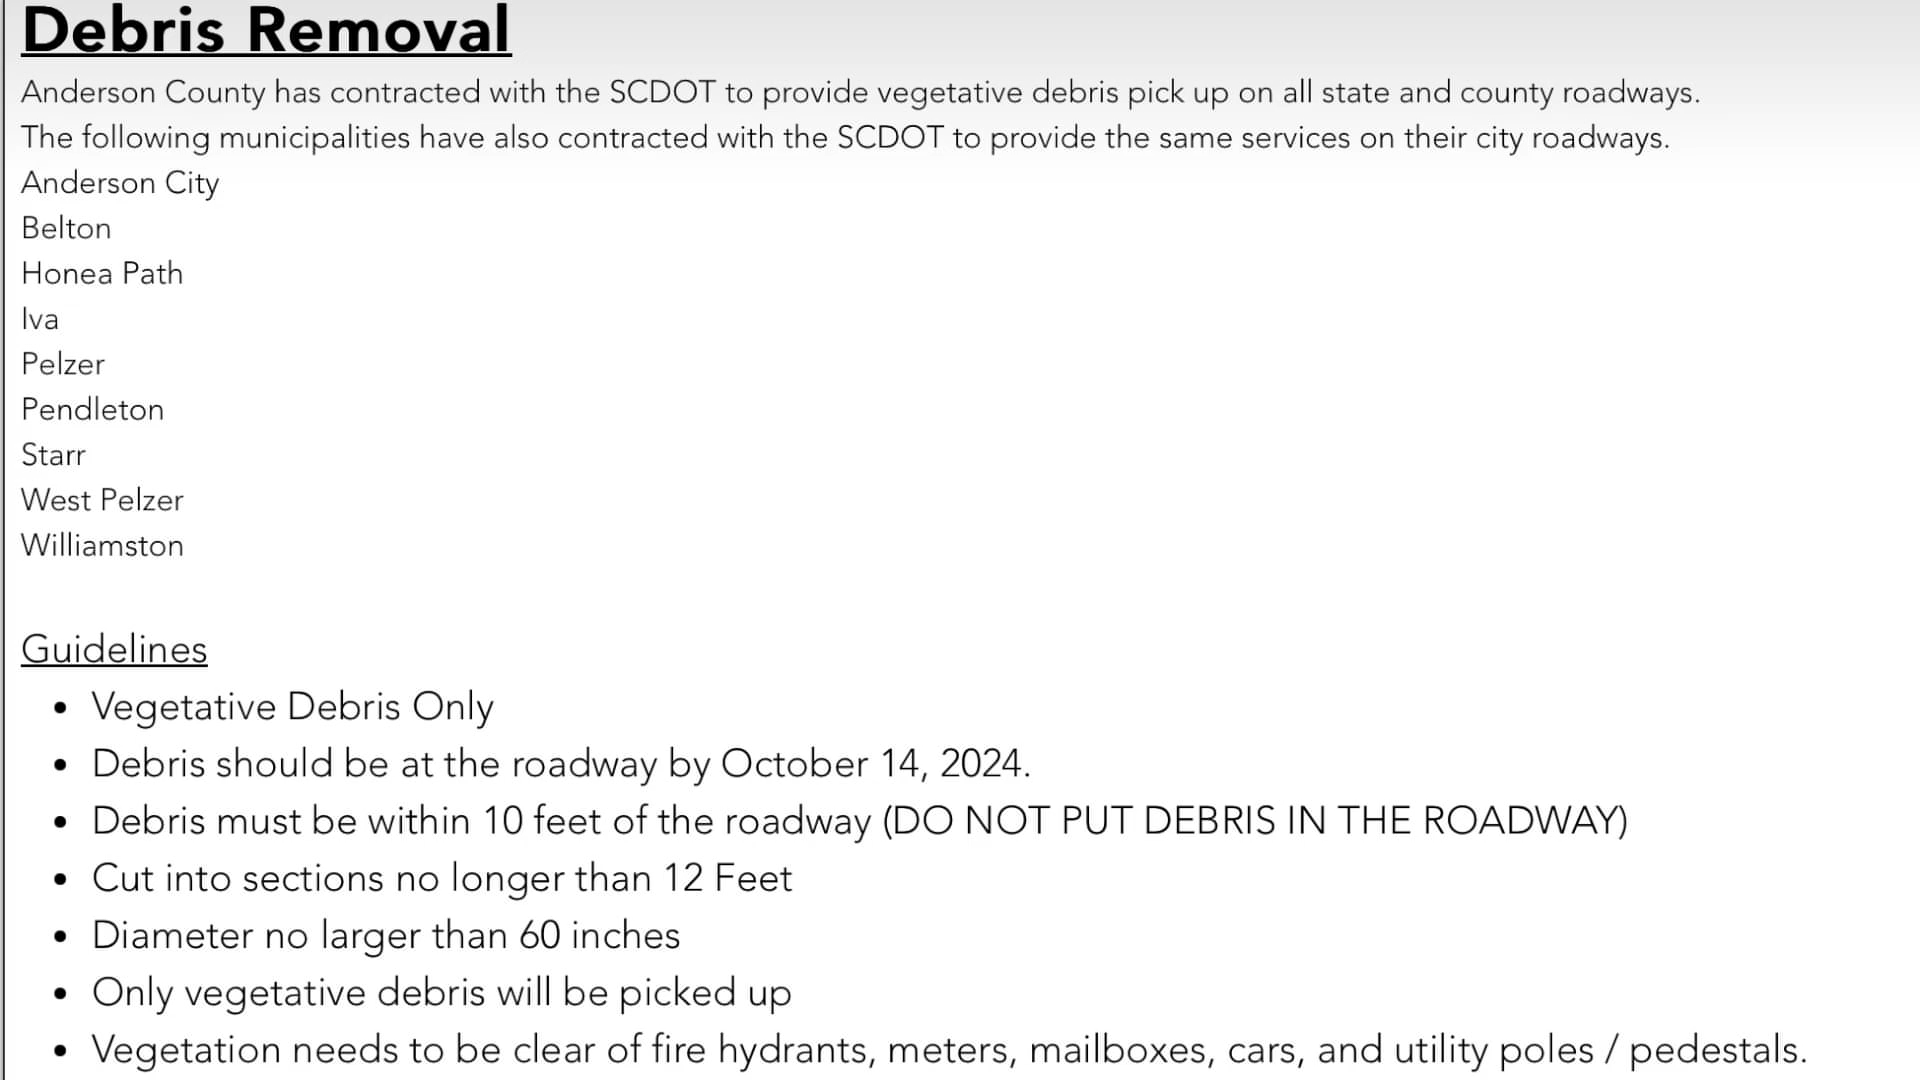 Debris Removal
Anderson County has contracted with the SCDOT to provide vegetative debris pick up on all state and county roadways.
The following municipalities have also contracted with the SCDOT to provide the same services on their city roadways.
Anderson City
Belton
Honea Path
Iva
Pelzer
Pendleton
Starr
West Pelzer
Williamston
Guidelines
• Vegetative Debris Only
• Debris should be at the roadway by October 14, 2024.
• Debris must be within 10 feet of the roadway (DO NOT PUT DEBRIS IN THE ROADWAY)
• Cut into sections no longer than 12 Feet
• Diameter no larger than 60 inches
• Only vegetative debris will be picked up
• Vegetation needs to be clear of fire hydrants, meters, mailboxes, cars, and utility poles / pedestals.